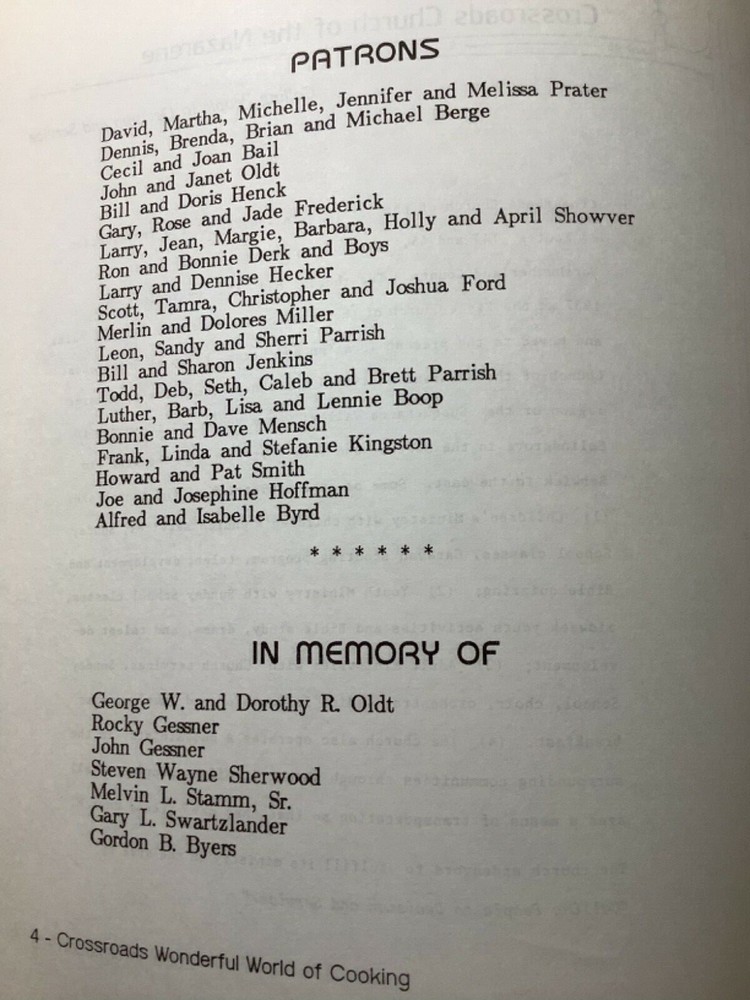 PATRONS
David, Martha, Michelle, Jennifer and Melissa Prater
Dennis, Brenda, Brian and Michael Berge
Cecil and Joan Bail
John and Janet Oldt
Bill and Doris Henck
Gary, Rose and Jade Frederick
Larry, Jean, Margie, Barbara, Holly and April Showver
Ron and Bonnie Derk and Boys
Larry and Dennise Hecker
Scott, Tamra, Christopher and Joshua Ford
Merlin and Dolores Miller
Leon, Sandy and Sherri Parrish
Bill and Sharon Jenkins
Todd, Deb, Seth, Caleb and Brett Parrish
Luther, Barb, Lisa and Lennie Boop
Bonnie and Dave Mensch
Frank, Linda and Stefanie Kingston
Howard and Pat Smith
Joe and Josephine Hoffman
Alfred and Isabelle Byrd
* * * * * *
IN MEMORY OF
George W. and Dorothy R. Oldt
Rocky Gessner
John Gessner
Steven Wayne Sherwood
Melvin L. Stamm, Sr.
Gary L. Swartzlander
Gordon B. Byers
4 - Crossroads Wonderful World of Cooking